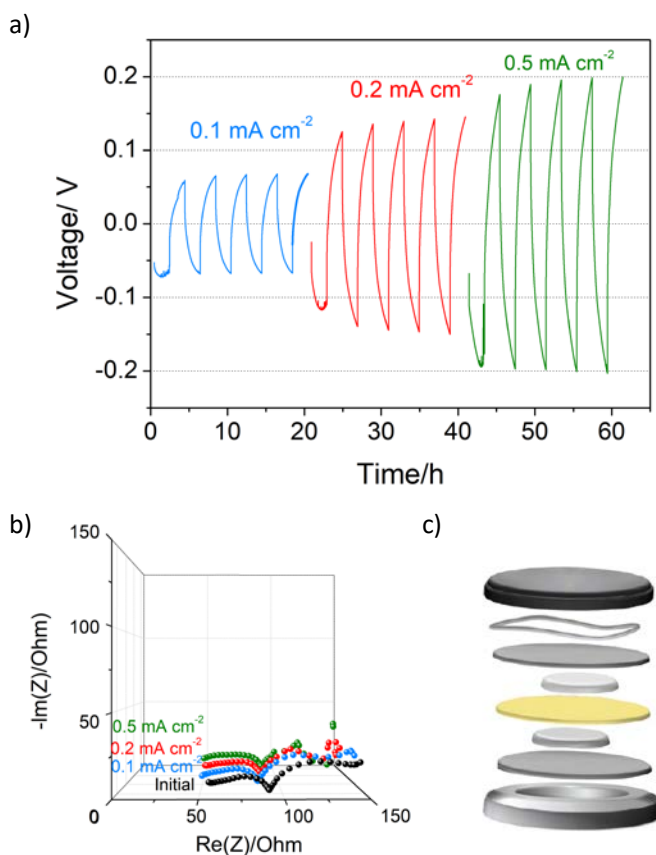 a)
0.1 mA cm⁻²
0.2 mA cm⁻²
0.5 mA cm⁻²
0.2
0.1
0.0
-0.1
-0.2
Voltage/ V
0 10 20 30 40 50 60
Time/h
b)
c)
150
100
50
0
-Im(Z)/Ohm
0.5 mA cm⁻²
0.2 mA cm⁻²
0.1 mA cm⁻²
Initial
0 50 100 150
Re(Z)/Ohm